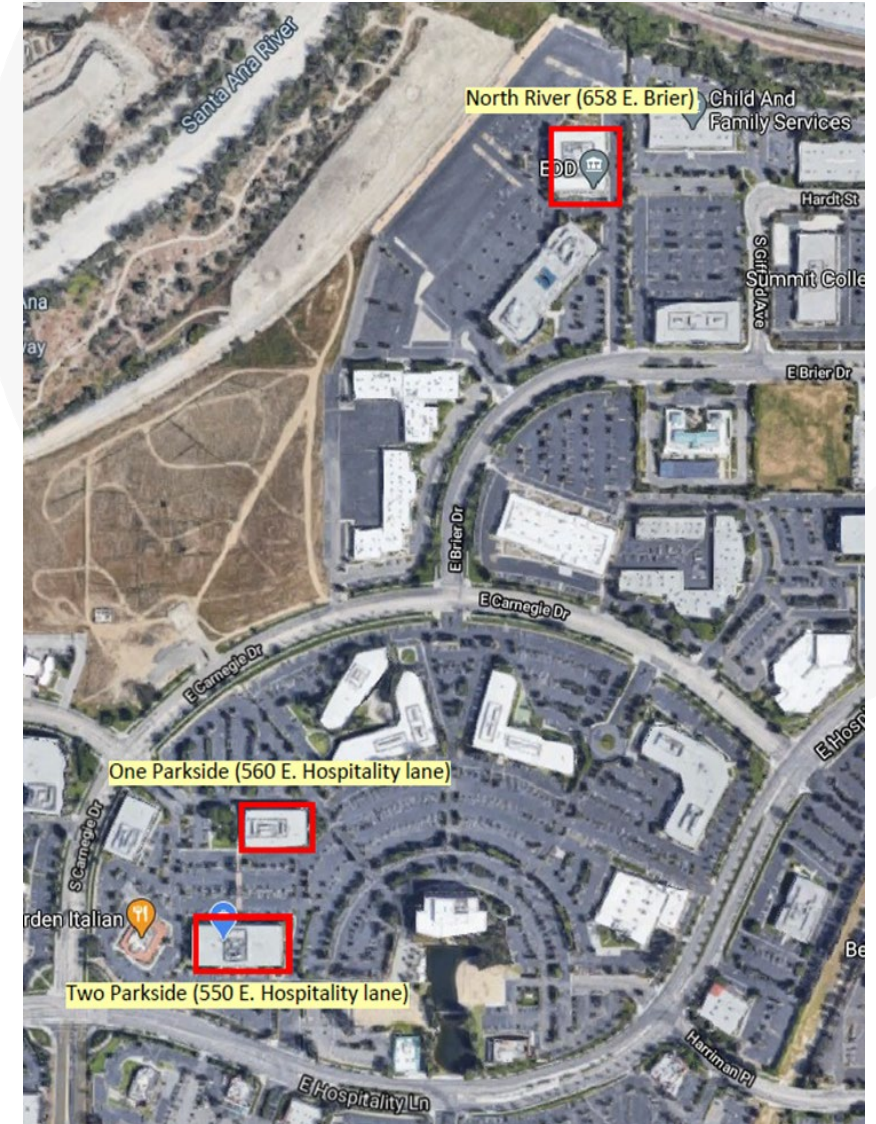 Santa Ana River
North River (658 E. Brier)
Child And
Family Services
EDD
Hardt St
S Gifford Ave
Summit Colle
na
ay
E Brier Dr
E Brier Dr
E Carnegie Dr
E Carnegie Dr
E Hosp
One Parkside (560 E. Hospitality lane)
S Carnegie Dr
rden Italian
Be
Two Parkside (550 E. Hospitality lane)
Harriman Pl
E Hospitality Ln